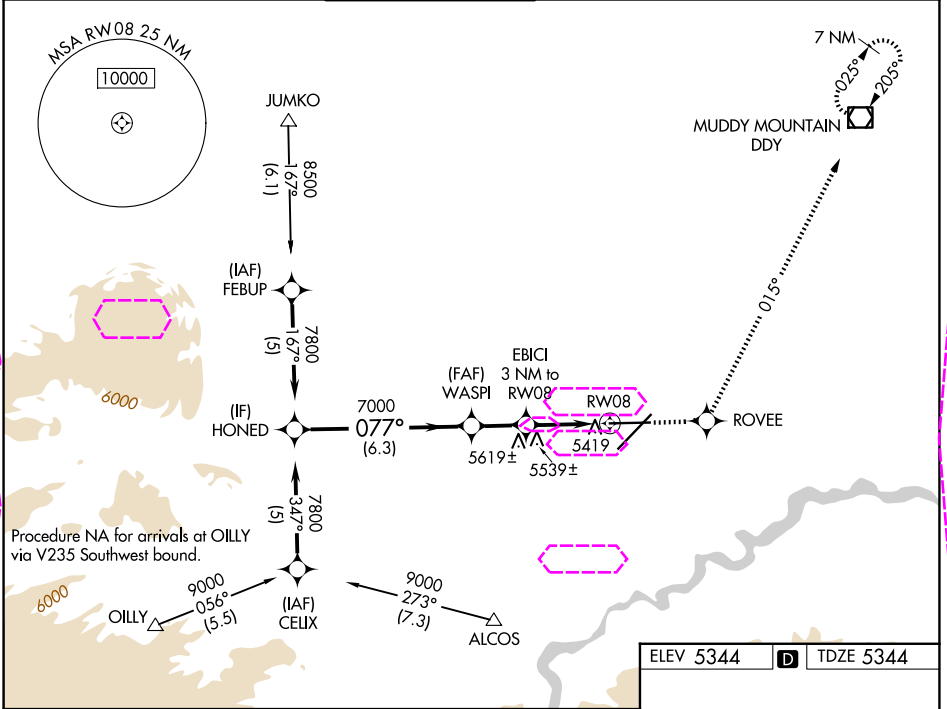 MSA RW08 25 NM
10000
7 NM
025°
205°
MUDDY MOUNTAIN
DDY
JUMKO
8500
167°
(6.1)
(IAF)
FEBUP
7800
167°
(5)
015°
6000
(IF)
HONED
7000
077°
(6.3)
(FAF)
WASPI
EBICI
3 NM to
RW08
RW08
5419
5619±
5539±
ROVEE
7800
347°
(5)
Procedure NA for arrivals at OILLY
via V235 Southwest bound.
6000
OILLY
9000
056°
(5.5)
(IAF)
CELIX
9000
273°
(7.3)
ALCOS
ELEV 5344
D
TDZE 5344